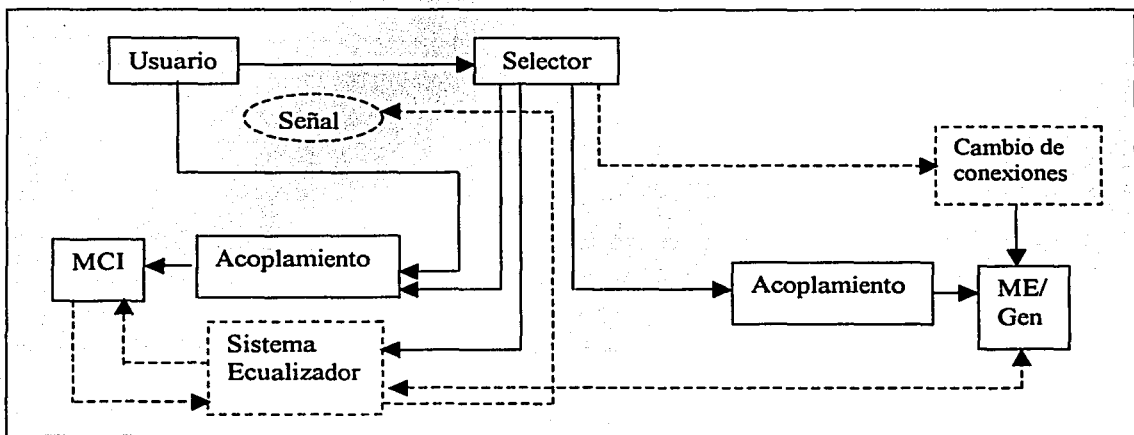 Usuario
Selector
Señal
Cambio de
conexiones
MCI
Acoplamiento
Acoplamiento
ME/
Gen
Sistema
Ecualizador